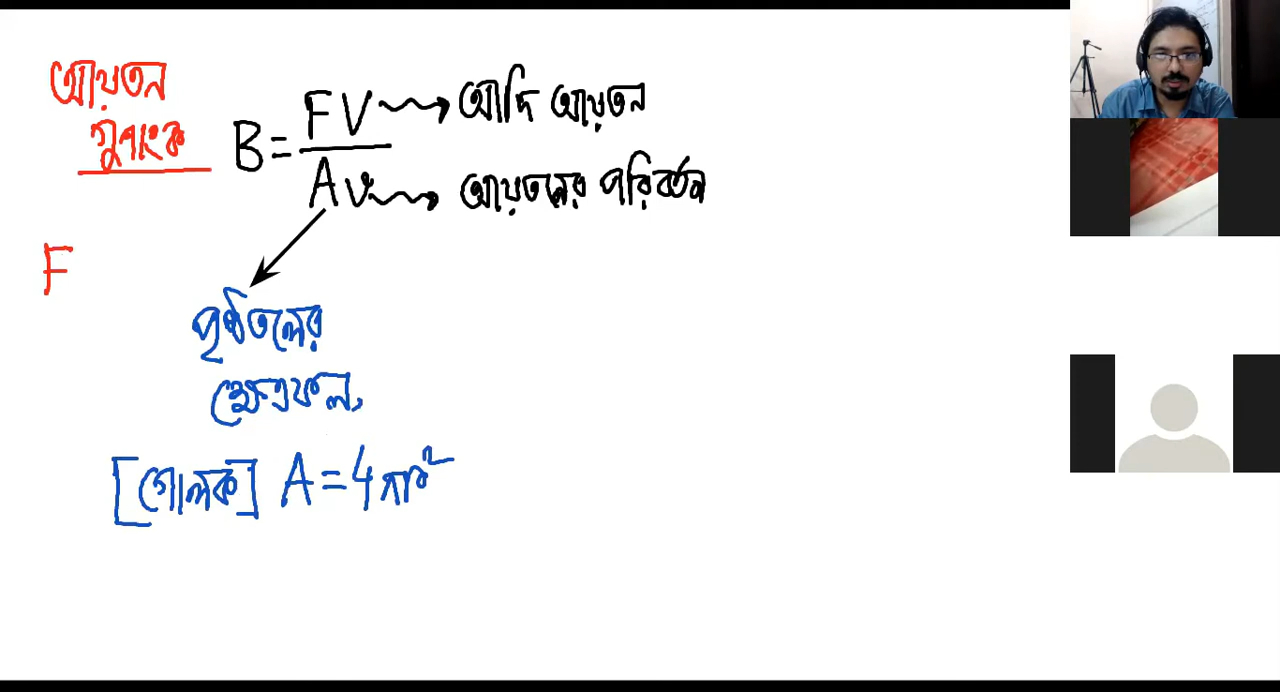 আয়তন
গুণাংক
B = FV / Av
আদি আয়তন
আয়তনের পরিবর্তন
F
পৃষ্ঠতলের
ক্ষেত্রফল,
[গোলক] A = 4πr²